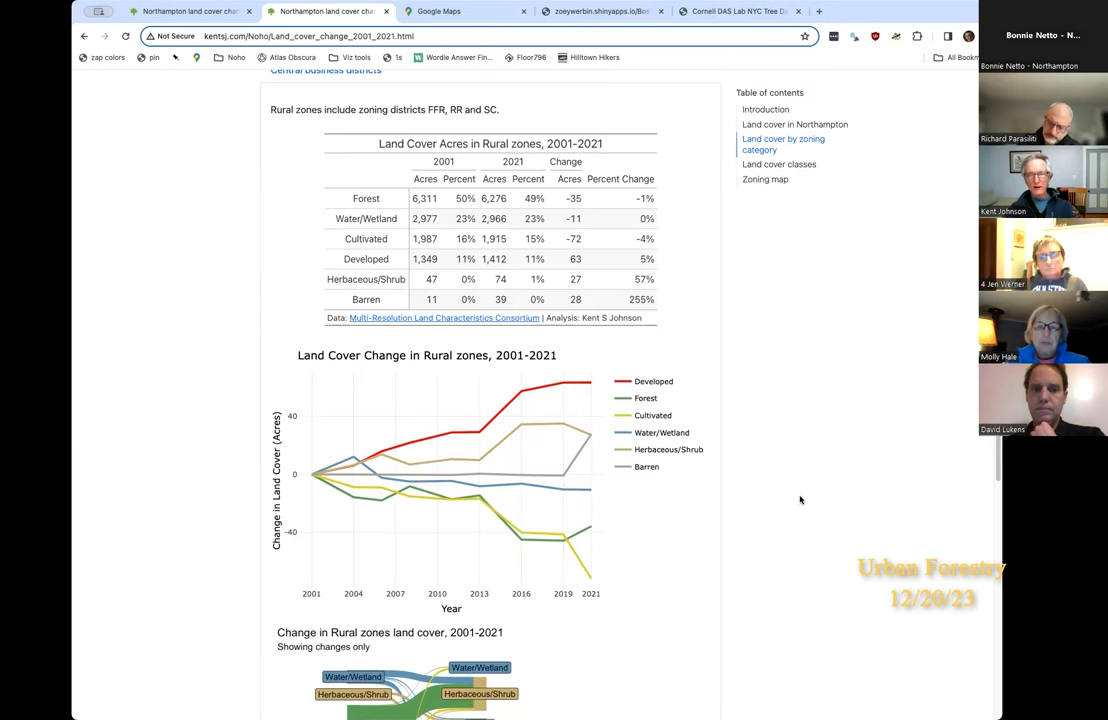 Northampton land cover chan
Northampton land cover chan
Google Maps
zoeywerbin.shinyapps.io/Bos
Cornell DAS Lab NYC Tree Da
Not Secure
kentsj.com/Noho/Land_cover_change_2001_2021.html
zap colors
pin
Noho
Atlas Obscura
Viz tools
1s
Wordle Answer Fin...
Floor796
Hilltown Hikers
All Bookm
Central business districts
Rural zones include zoning districts FFR, RR and SC.
Land Cover Acres in Rural zones, 2001-2021
2001 2021 Change
Acres Percent Acres Percent Acres Percent Change
Forest 6,311 50% 6,276 49% -35 -1%
Water/Wetland 2,977 23% 2,966 23% -11 0%
Cultivated 1,987 16% 1,915 15% -72 -4%
Developed 1,349 11% 1,412 11% 63 5%
Herbaceous/Shrub 47 0% 74 1% 27 57%
Barren 11 0% 39 0% 28 255%
Data: Multi-Resolution Land Characteristics Consortium | Analysis: Kent S Johnson
Table of contents
Introduction
Land cover in Northampton
Land cover by zoning
category
Land cover classes
Zoning map
Land Cover Change in Rural zones, 2001-2021
Change in Land Cover (Acres)
40
0
-40
2001 2004 2007 2010 2013 2016 2019 2021
Year
Developed
Forest
Cultivated
Water/Wetland
Herbaceous/Shrub
Barren
Change in Rural zones land cover, 2001-2021
Showing changes only
Water/Wetland
Water/Wetland
Herbaceous/Shrub
Herbaceous/Shrub
Bonnie Netto - N...
Bonnie Netto - Northampton
Richard Parasiliti
Kent Johnson
4 Jen Werner
Molly Hale
David Lukens
Urban Forestry
12/20/23